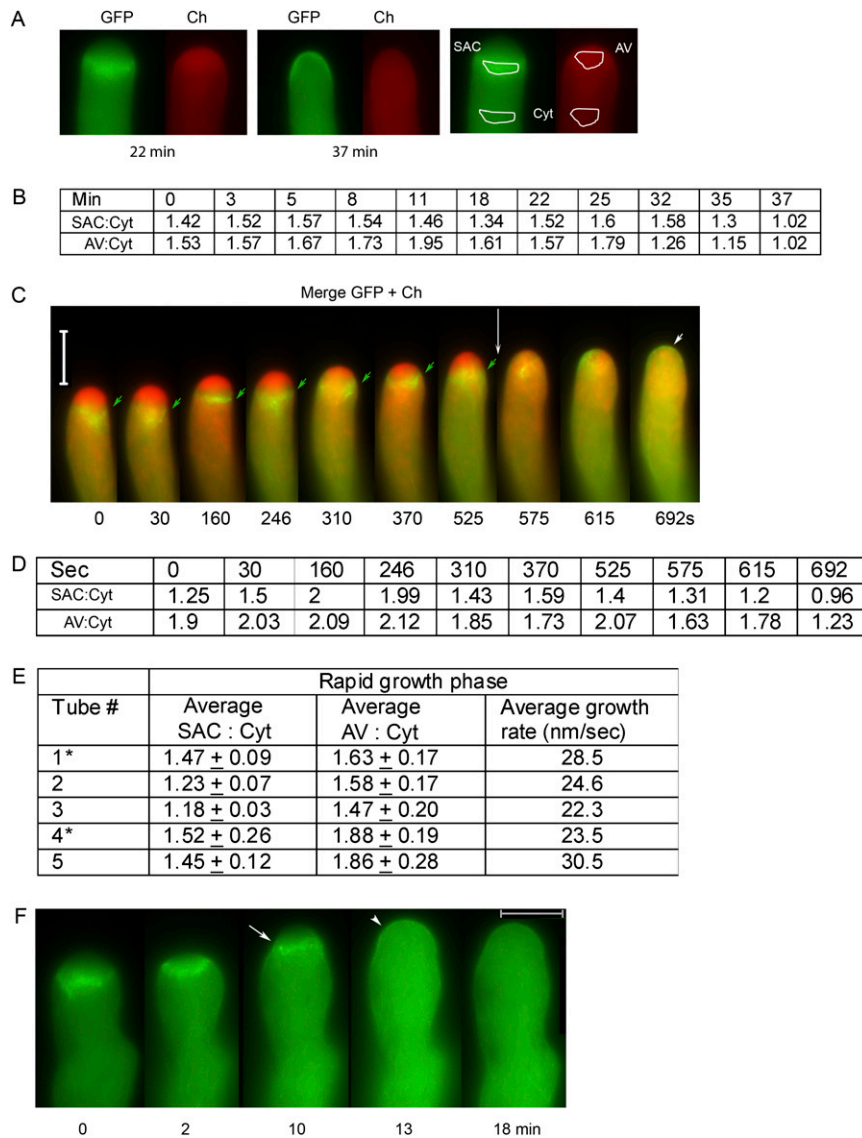 A
GFP Ch GFP Ch
SAC AV
Cyt
22 min 37 min
B
Min 0 3 5 8 11 18 22 25 32 35 37
SAC:Cyt 1.42 1.52 1.57 1.54 1.46 1.34 1.52 1.6 1.58 1.3 1.02
AV:Cyt 1.53 1.57 1.67 1.73 1.95 1.61 1.57 1.79 1.26 1.15 1.02
C
Merge GFP + Ch
0 30 160 246 310 370 525 575 615 692s
D
Sec 0 30 160 246 310 370 525 575 615 692
SAC:Cyt 1.25 1.5 2 1.99 1.43 1.59 1.4 1.31 1.2 0.96
AV:Cyt 1.9 2.03 2.09 2.12 1.85 1.73 2.07 1.63 1.78 1.23
E
Rapid growth phase
Tube # Average SAC : Cyt Average AV : Cyt Average growth rate (nm/sec)
1* 1.47 ± 0.09 1.63 ± 0.17 28.5
2 1.23 ± 0.07 1.58 ± 0.17 24.6
3 1.18 ± 0.03 1.47 ± 0.20 22.3
4* 1.52 ± 0.26 1.88 ± 0.19 23.5
5 1.45 ± 0.12 1.86 ± 0.28 30.5
F
0 2 10 13 18 min